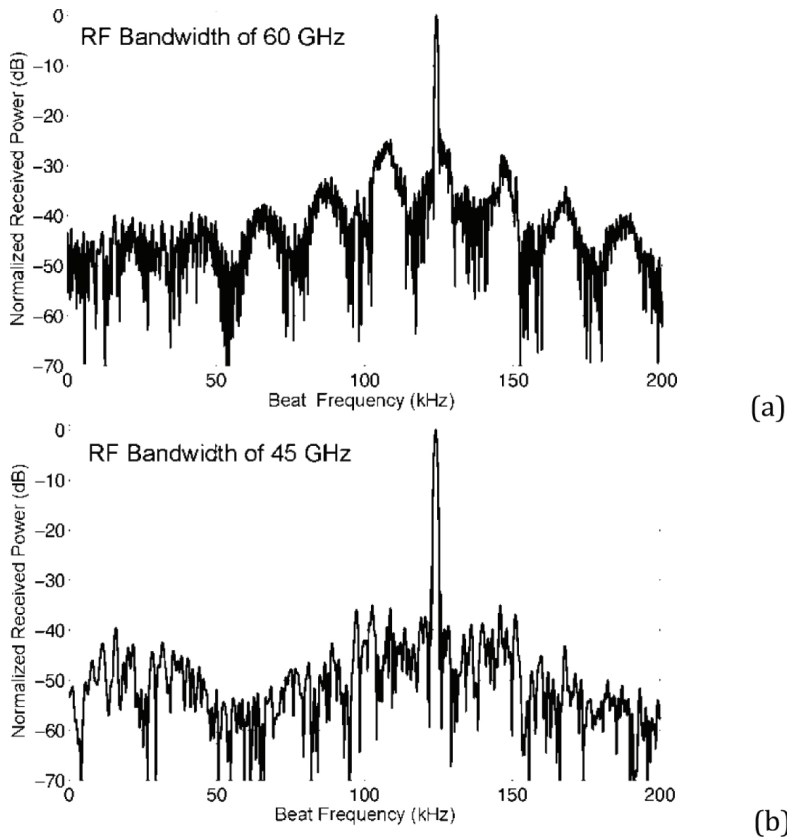 RF Bandwidth of 60 GHz
Normalized Received Power (dB)
0
−10
−20
−30
−40
−50
−60
−70
0 50 100 150 200
Beat Frequency (kHz)
(a)
RF Bandwidth of 45 GHz
Normalized Received Power (dB)
0
−10
−20
−30
−40
−50
−60
−70
0 50 100 150 200
Beat Frequency (kHz)
(b)